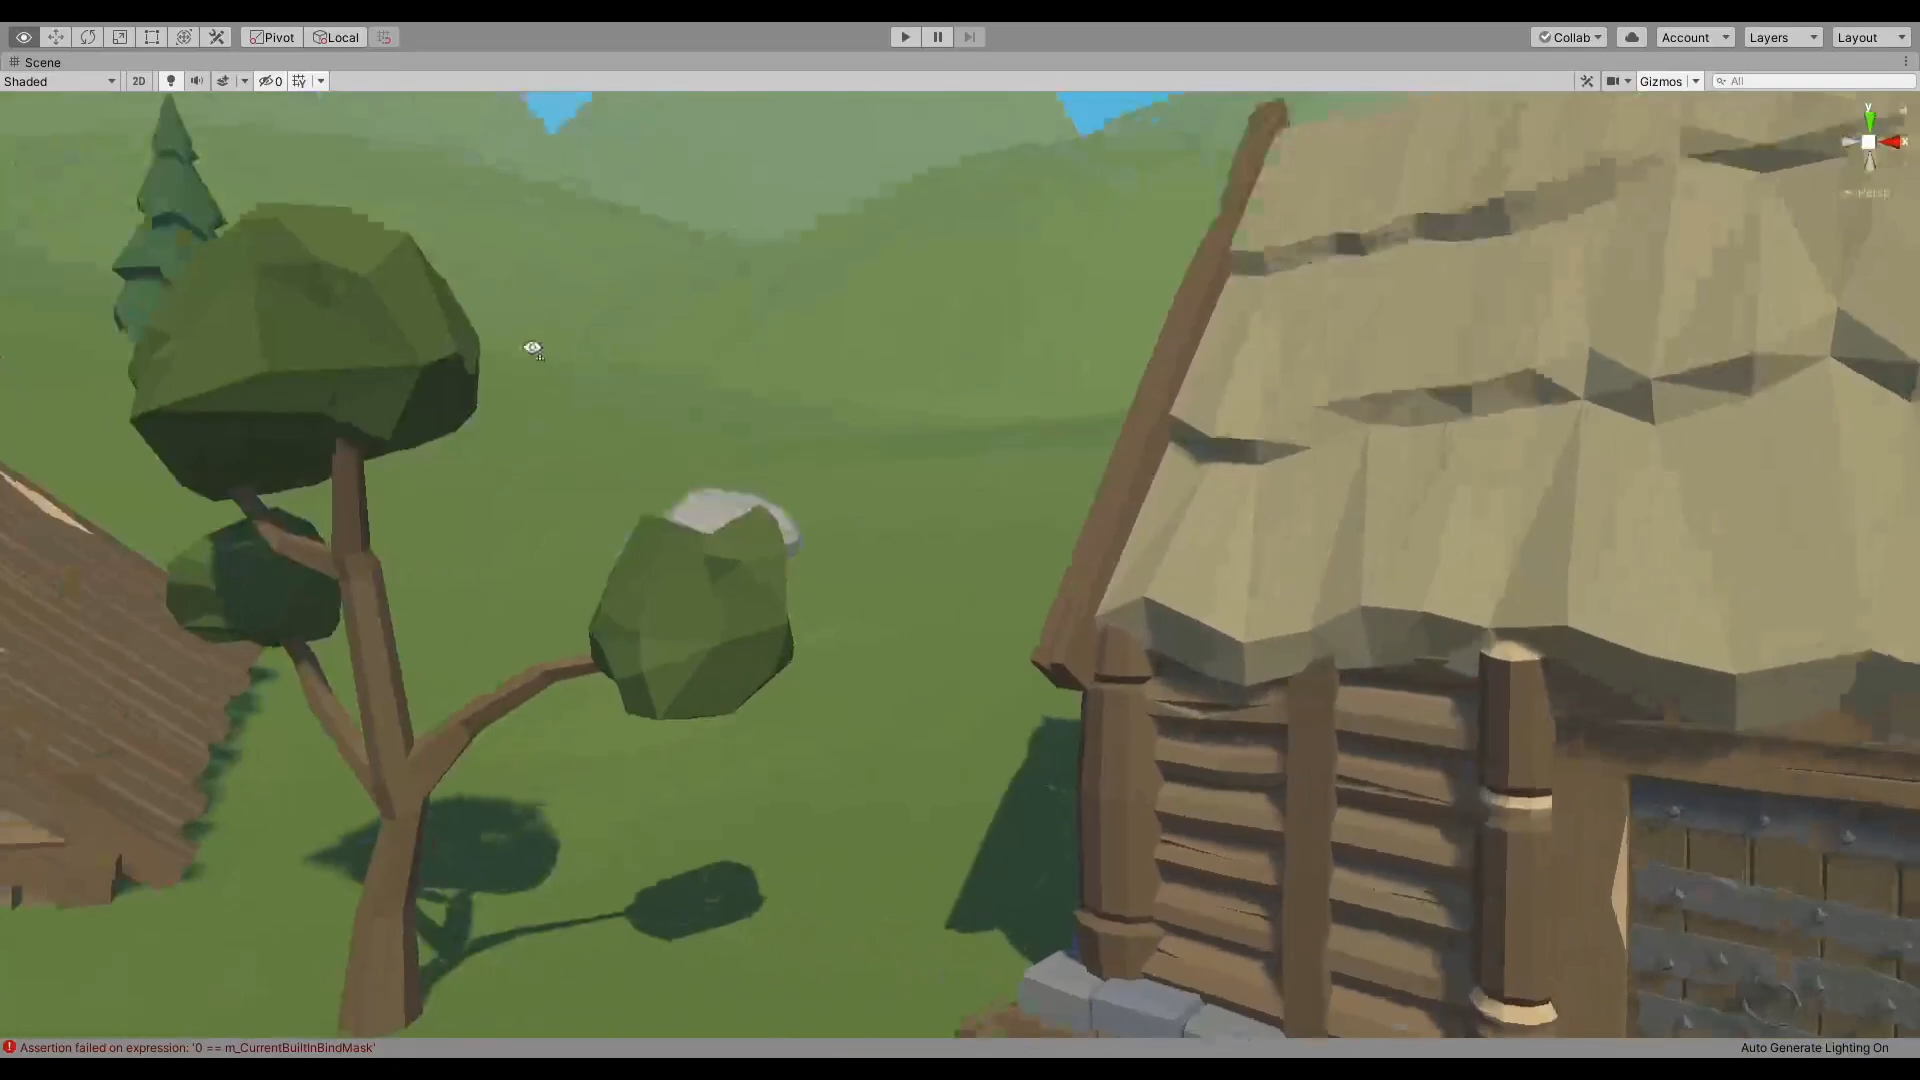 Pivot Local Collab Account Layers Layout
Scene
Shaded 2D 0 Gizmos All
y
x
Persp
Assertion failed on expression: '0 == m_CurrentBuiltInBindMask' Auto Generate Lighting On